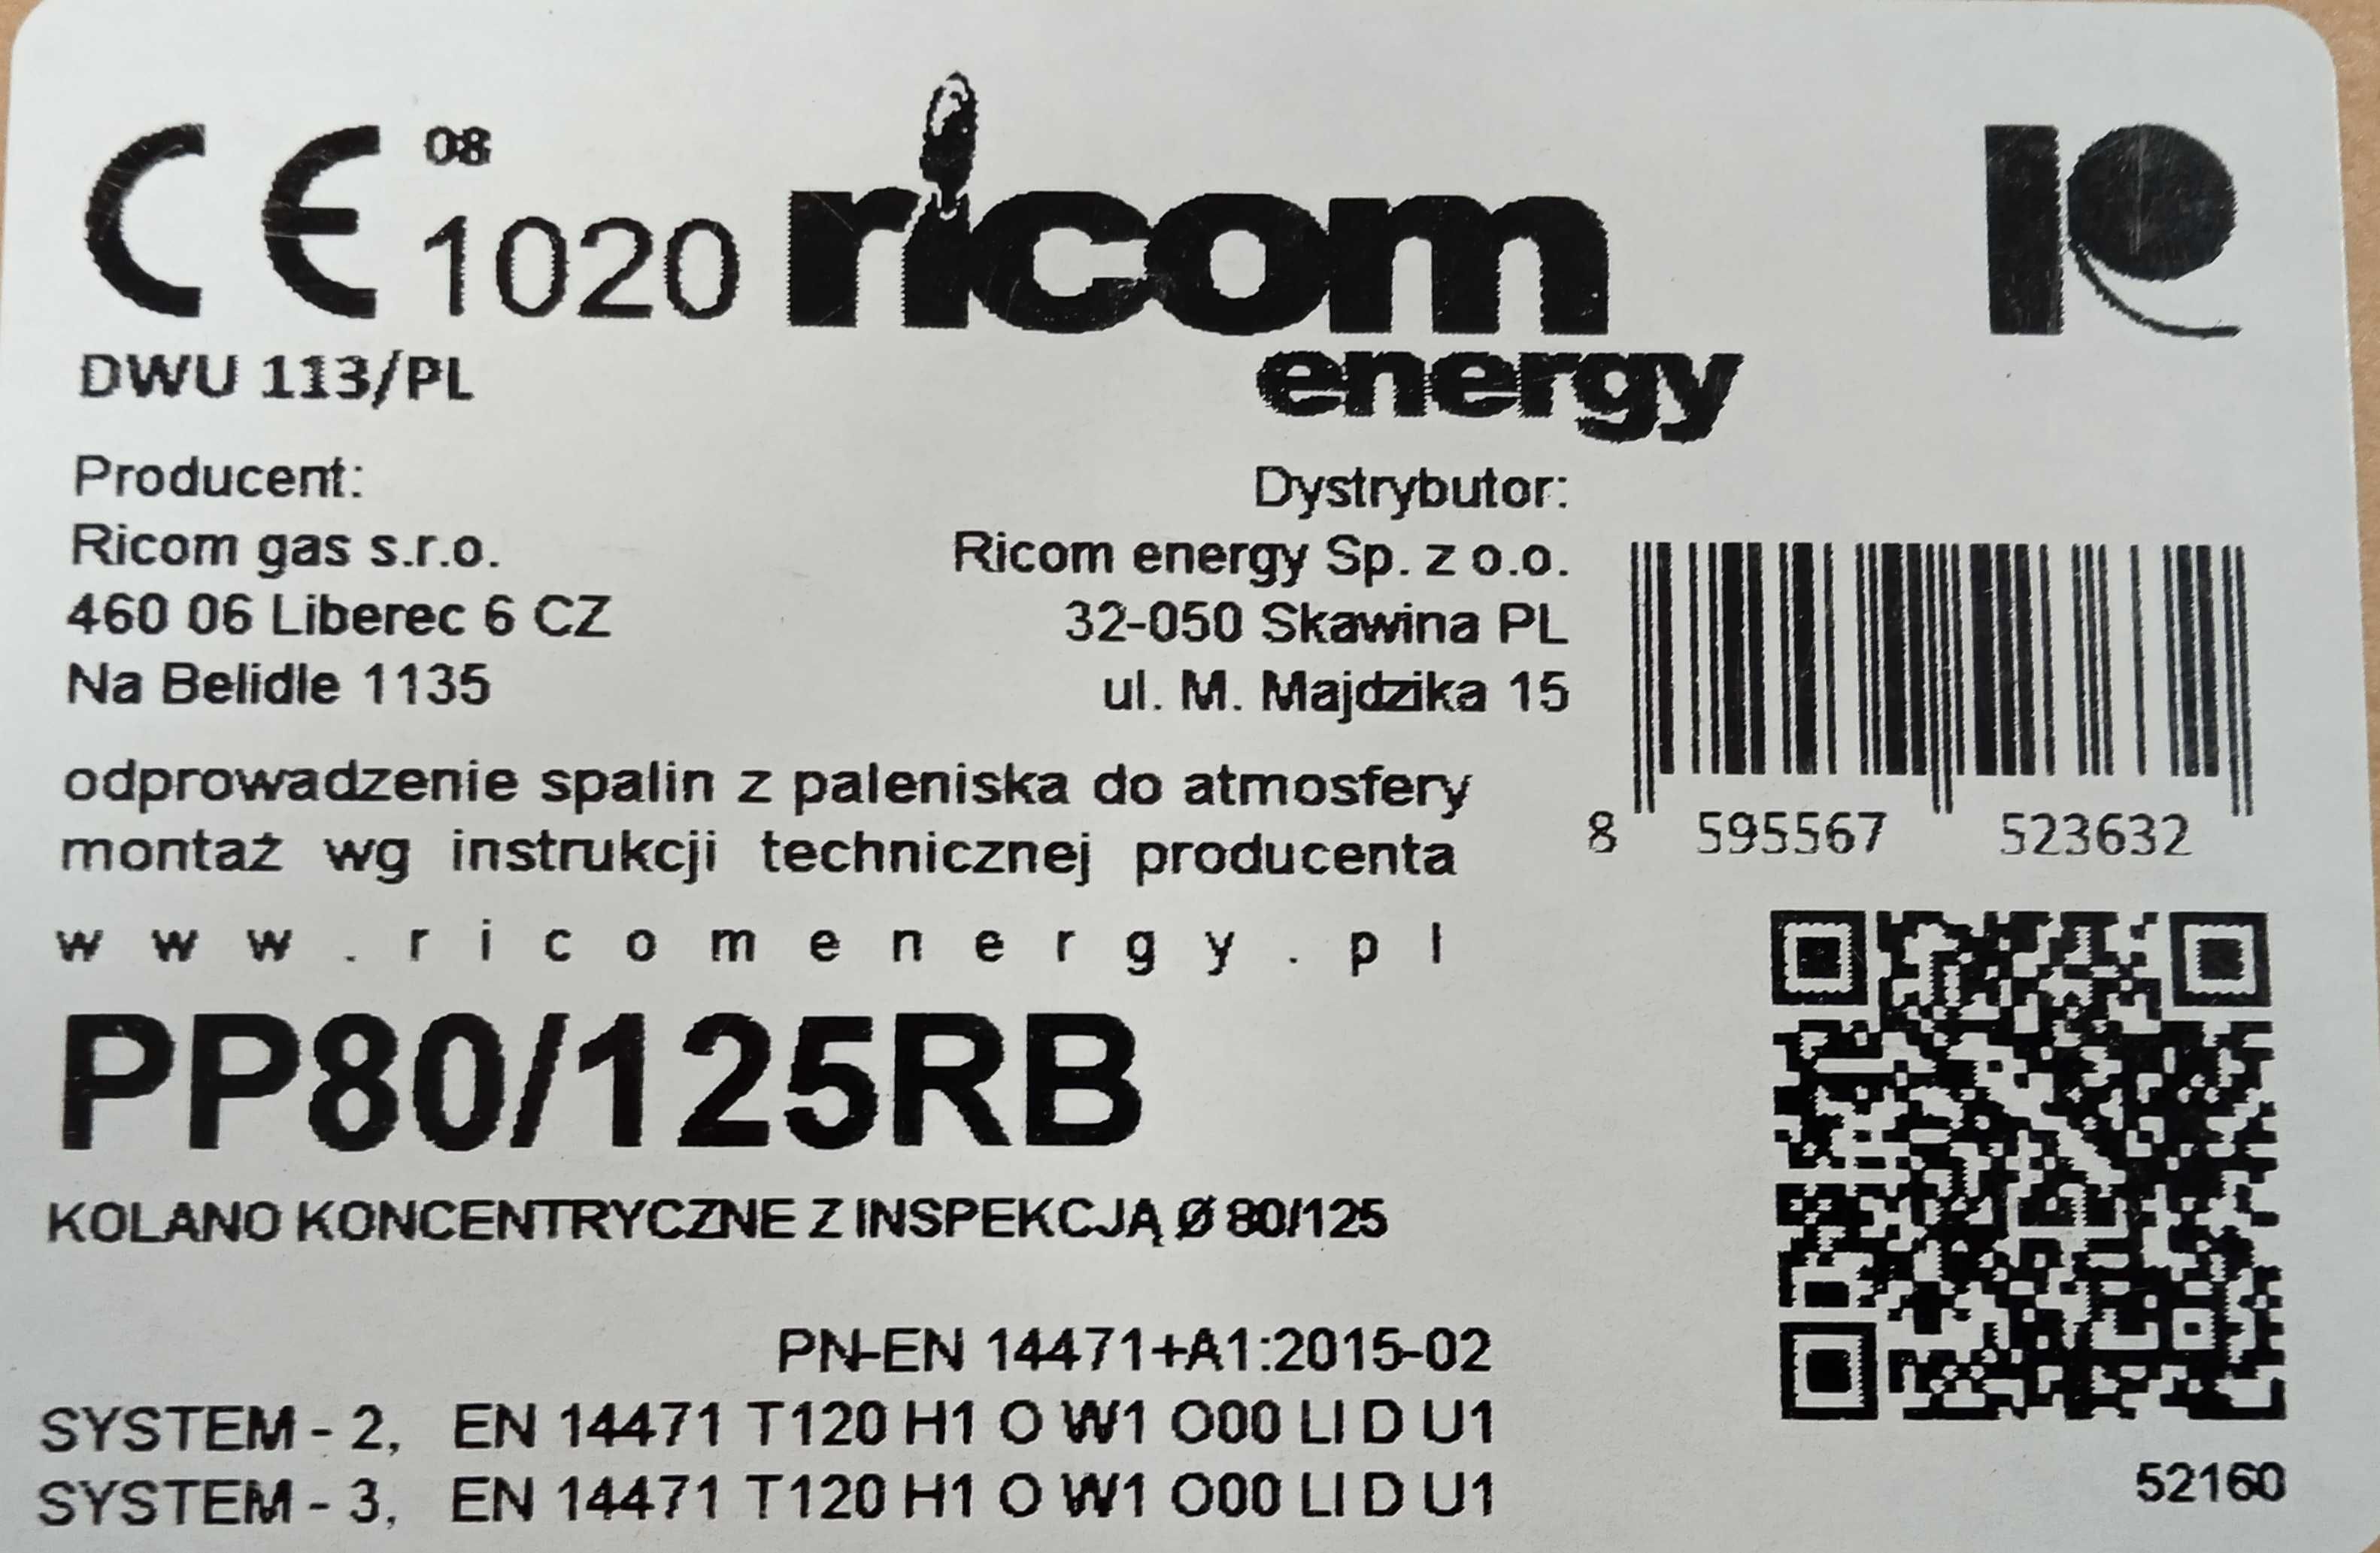 CE 08
1020
ricom
energy
R
DWU 113/PL
Producent:
Ricom gas s.r.o.
460 06 Liberec 6 CZ
Na Belidle 1135
Dystrybutor:
Ricom energy Sp. z o.o.
32-050 Skawina PL
ul. M. Majdzika 15
odprowadzenie spalin z paleniska do atmosfery
montaż wg instrukcji technicznej producenta
www.ricomenergy.pl
8 595567 523632
PP80/125RB
KOLANO KONCENTRYCZNE Z INSPEKCJĄ Ø 80/125
PN-EN 14471+A1:2015-02
SYSTEM - 2, EN 14471 T120 H1 O W1 O00 LI D U1
SYSTEM - 3, EN 14471 T120 H1 O W1 O00 LI D U1
52160